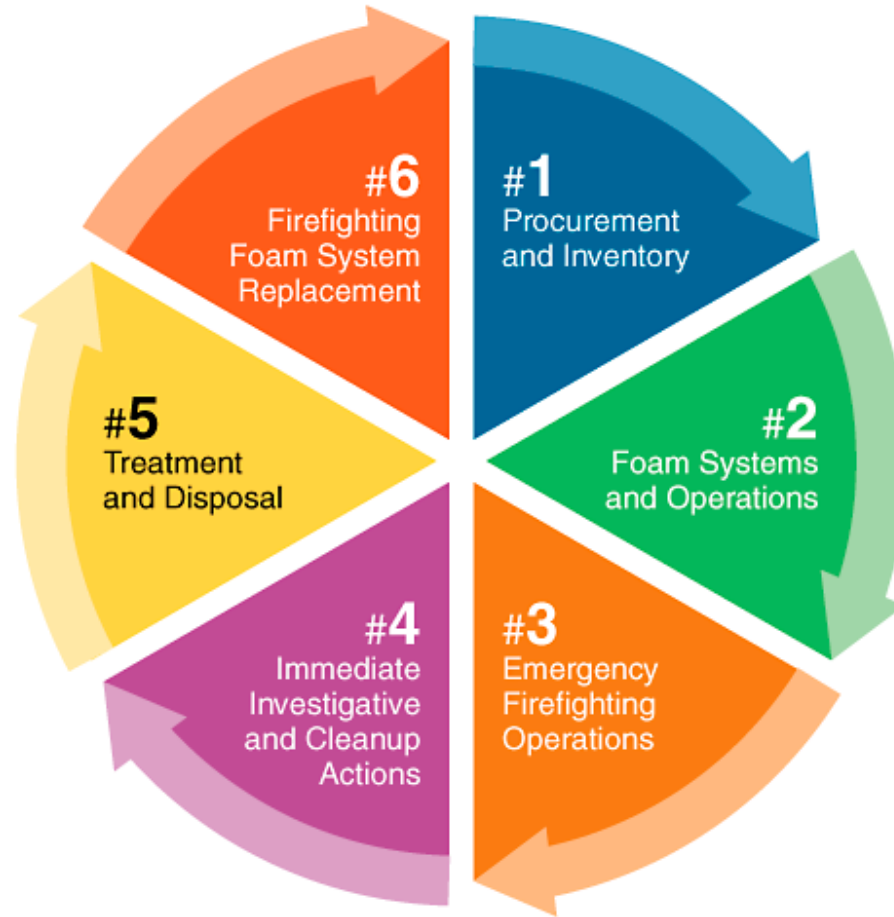 #1
Procurement
and Inventory
#2
Foam Systems
and Operations
#3
Emergency
Firefighting
Operations
#4
Immediate
Investigative
and Cleanup
Actions
#5
Treatment
and Disposal
#6
Firefighting
Foam System
Replacement